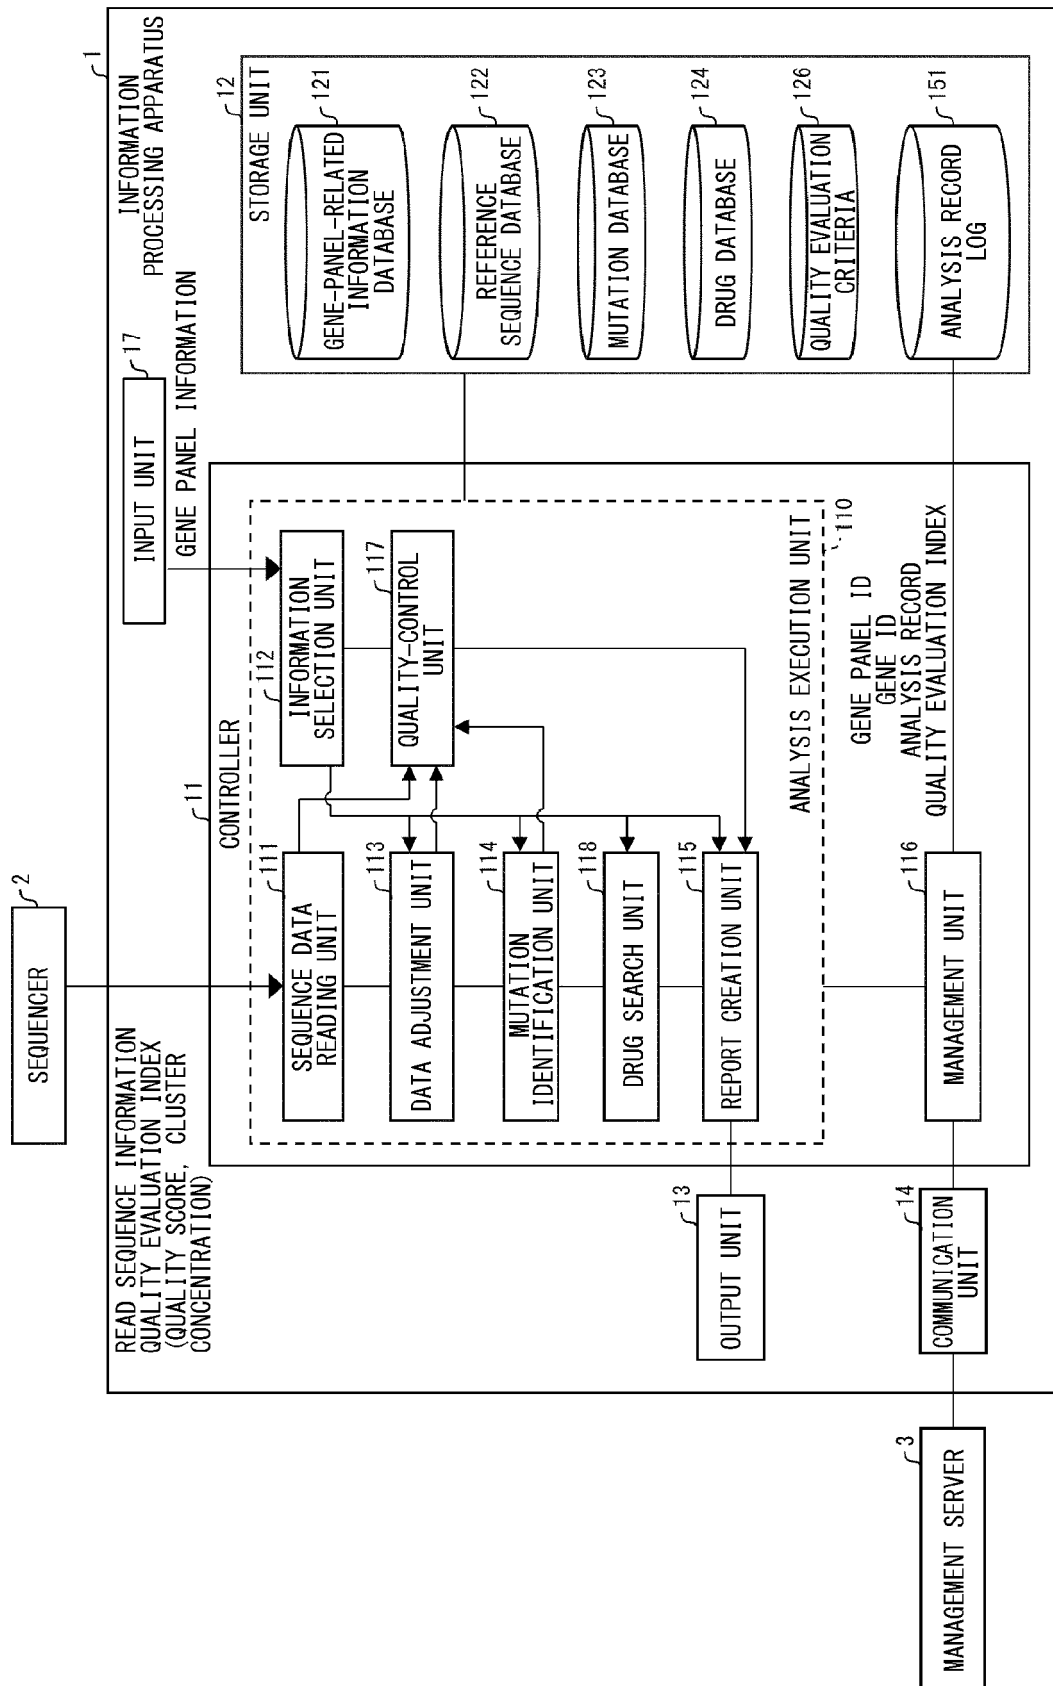 SEQUENCER
2
READ SEQUENCE INFORMATION
QUALITY EVALUATION INDEX
(QUALITY SCORE, CLUSTER
CONCENTRATION)
1
INFORMATION
PROCESSING APPARATUS
INPUT UNIT
17
GENE PANEL INFORMATION
11
CONTROLLER
111
SEQUENCE DATA
READING UNIT
112
INFORMATION
SELECTION UNIT
113
DATA ADJUSTMENT UNIT
117
QUALITY-CONTROL
UNIT
114
MUTATION
IDENTIFICATION UNIT
118
DRUG SEARCH UNIT
115
REPORT CREATION UNIT
ANALYSIS EXECUTION UNIT
110
13
OUTPUT UNIT
12
STORAGE UNIT
121
GENE-PANEL-RELATED
INFORMATION
DATABASE
122
REFERENCE
SEQUENCE DATABASE
123
MUTATION DATABASE
124
DRUG DATABASE
126
QUALITY EVALUATION
CRITERIA
151
ANALYSIS RECORD
LOG
GENE PANEL ID
GENE ID
ANALYSIS RECORD
QUALITY EVALUATION INDEX
116
MANAGEMENT UNIT
14
COMMUNICATION
UNIT
3
MANAGEMENT SERVER